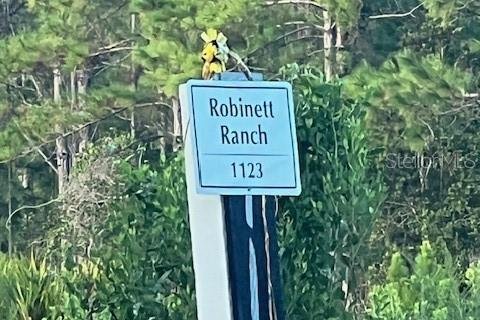 Robinett
Ranch
1123
Stellar MLS